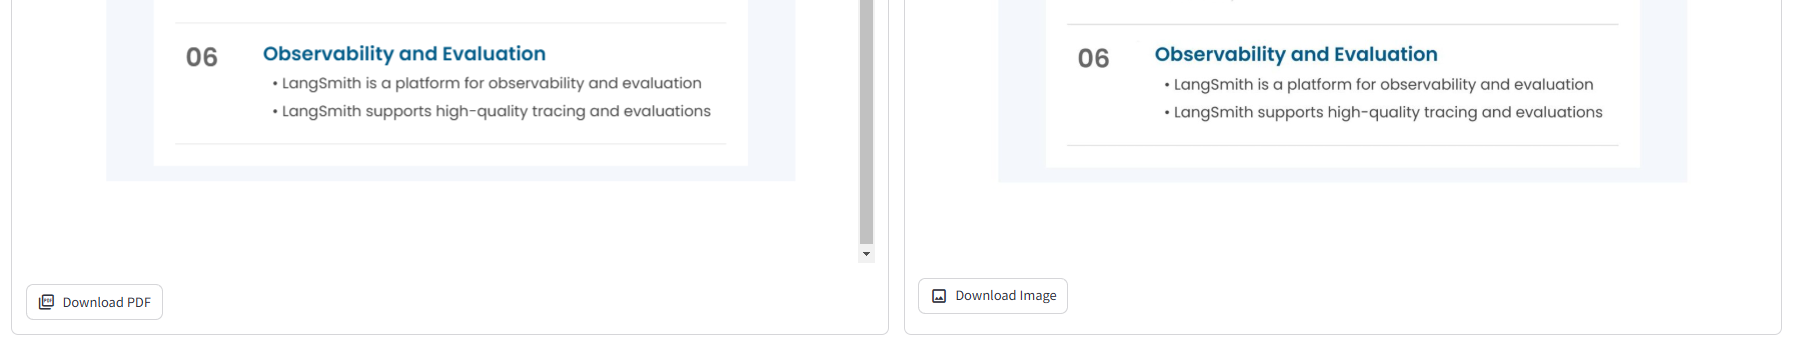 06
Observability and Evaluation
• LangSmith is a platform for observability and evaluation
• LangSmith supports high-quality tracing and evaluations
Download PDF
06
Observability and Evaluation
• LangSmith is a platform for observability and evaluation
• LangSmith supports high-quality tracing and evaluations
Download Image